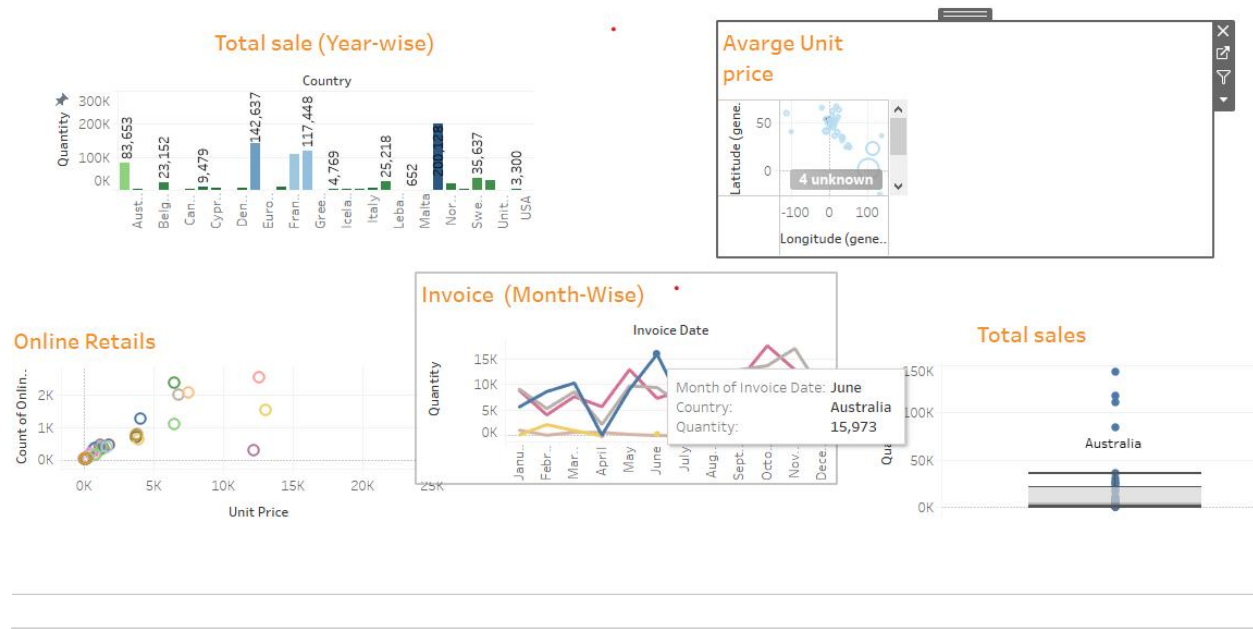 Total sale (Year-wise)
Country
Quantity
300K
200K
100K
0K
83,653
23,152
9,479
142,637
117,448
4,769
25,218
652
200,128
35,637
3,300
Aust..
Belg..
Can..
Cypr..
Den..
Euro..
Fran..
Gree..
Icela..
Italy
Leba..
Malta
Nor..
Swe..
Unit..
USA
Avarge Unit
price
Latitude (gene.
50
0
4 unknown
-100 0 100
Longitude (gene..
Online Retails
Count of Onlin..
2K
1K
0K
0K 5K 10K 15K 20K 25K
Unit Price
Invoice (Month-Wise)
Invoice Date
Quantity
15K
10K
5K
0K
Janu..
Febr..
Mar..
April
May
June
July
Aug..
Sept..
Octo..
Nov..
Dece..
Month of Invoice Date: June
Country: Australia
Quantity: 15,973
Total sales
Qua
150K
100K
50K
0K
Australia